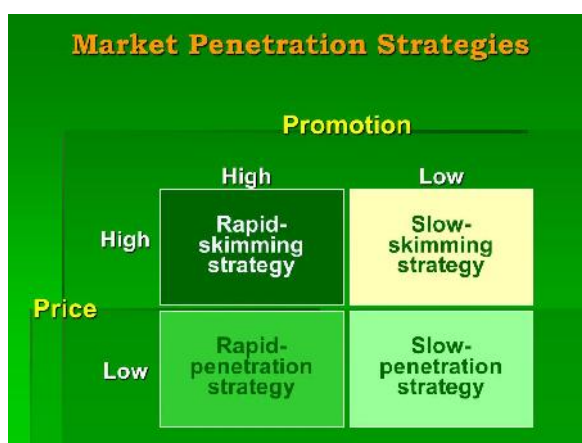 Market Penetration Strategies
Promotion
High
Low
High
Rapid-
skimming
strategy
Slow-
skimming
strategy
Price
Low
Rapid-
penetration
strategy
Slow-
penetration
strategy